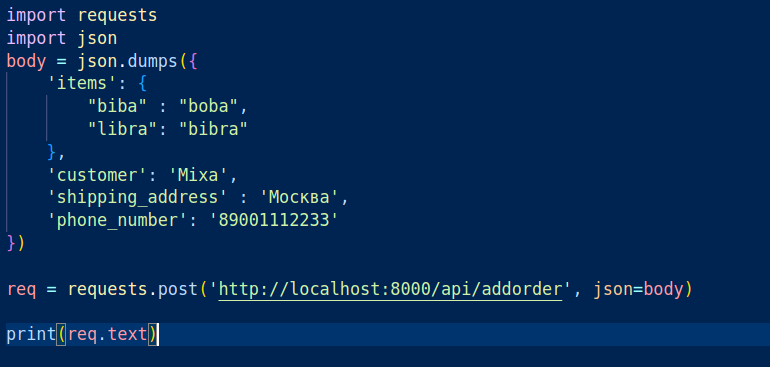 import requests
import json
body = json.dumps({
    'items': {
        "biba" : "boba",
        "libra": "bibra"
    },
    'customer': 'Mixa',
    'shipping_address' : 'Москва',
    'phone_number': '89001112233'
})
req = requests.post('http://localhost:8000/api/addorder', json=body)
print(req.text)